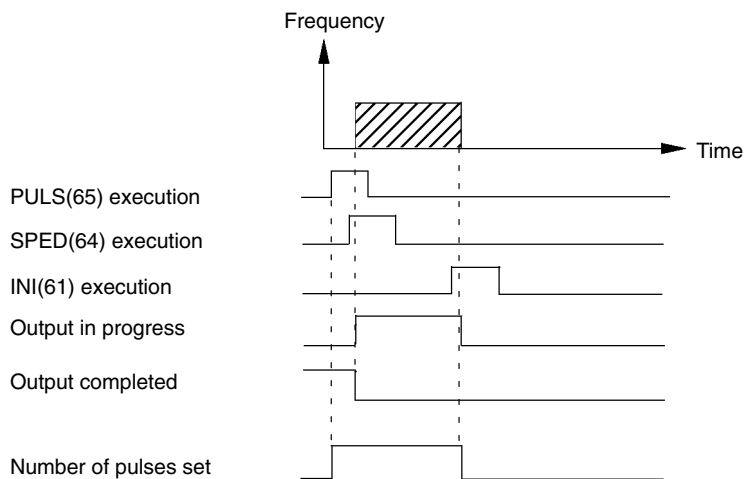 Frequency
Time
PULS(65) execution
SPED(64) execution
INI(61) execution
Output in progress
Output completed
Number of pulses set